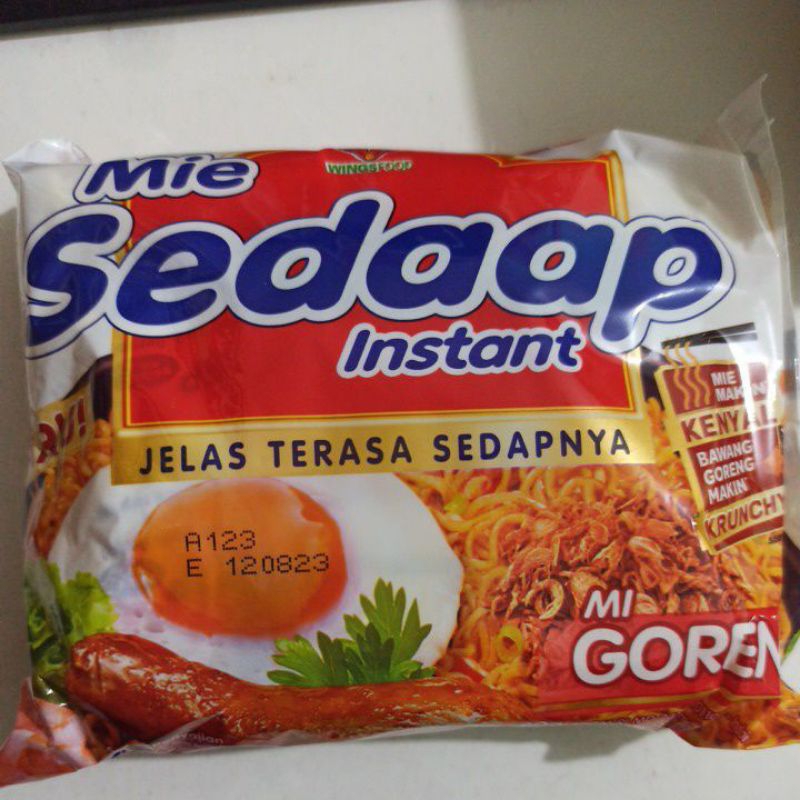 WINGSFOOD
Mie
Sedaap
Instant
JELAS TERASA SEDAPNYA
MIE
KENYAL
BAWANG
GORENG
MAKIN
KRUNCHY
A123
E 120823
MI
GOREN